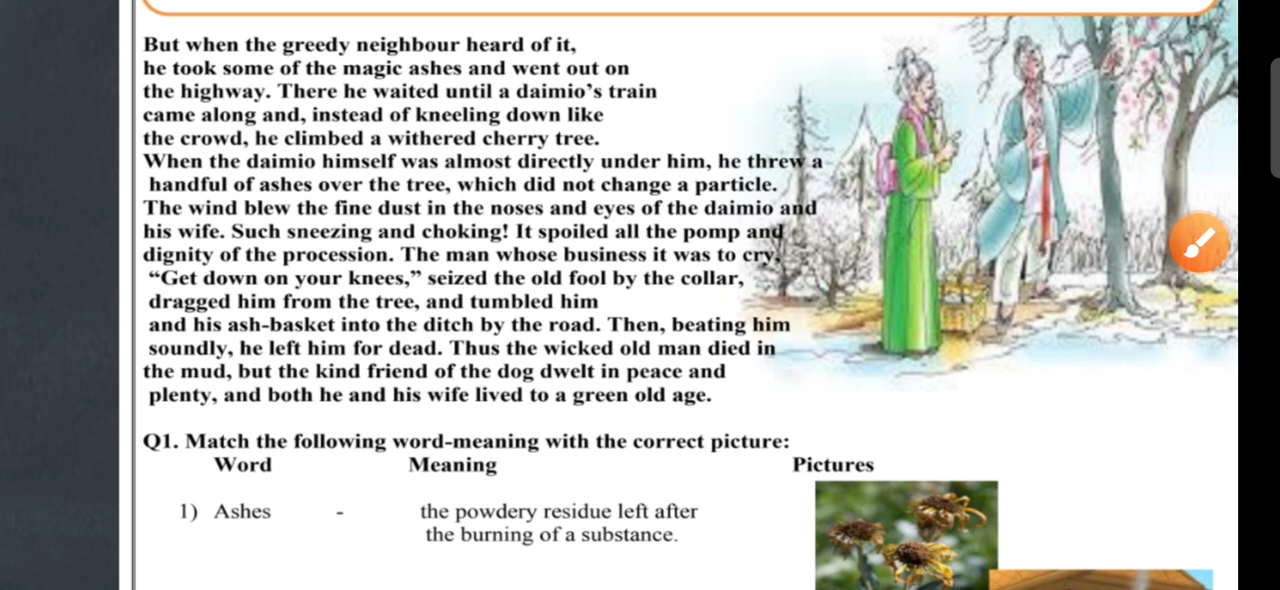 But when the greedy neighbour heard of it,
he took some of the magic ashes and went out on
the highway. There he waited until a daimio’s train
came along and, instead of kneeling down like
the crowd, he climbed a withered cherry tree.
When the daimio himself was almost directly under him, he threw a
handful of ashes over the tree, which did not change a particle.
The wind blew the fine dust in the noses and eyes of the daimio and
his wife. Such sneezing and choking! It spoiled all the pomp and
dignity of the procession. The man whose business it was to cry,
“Get down on your knees,” seized the old fool by the collar,
dragged him from the tree, and tumbled him
and his ash-basket into the ditch by the road. Then, beating him
soundly, he left him for dead. Thus the wicked old man died in
the mud, but the kind friend of the dog dwelt in peace and
plenty, and both he and his wife lived to a green old age.
Q1. Match the following word-meaning with the correct picture:
Word Meaning Pictures
1) Ashes - the powdery residue left after
the burning of a substance.